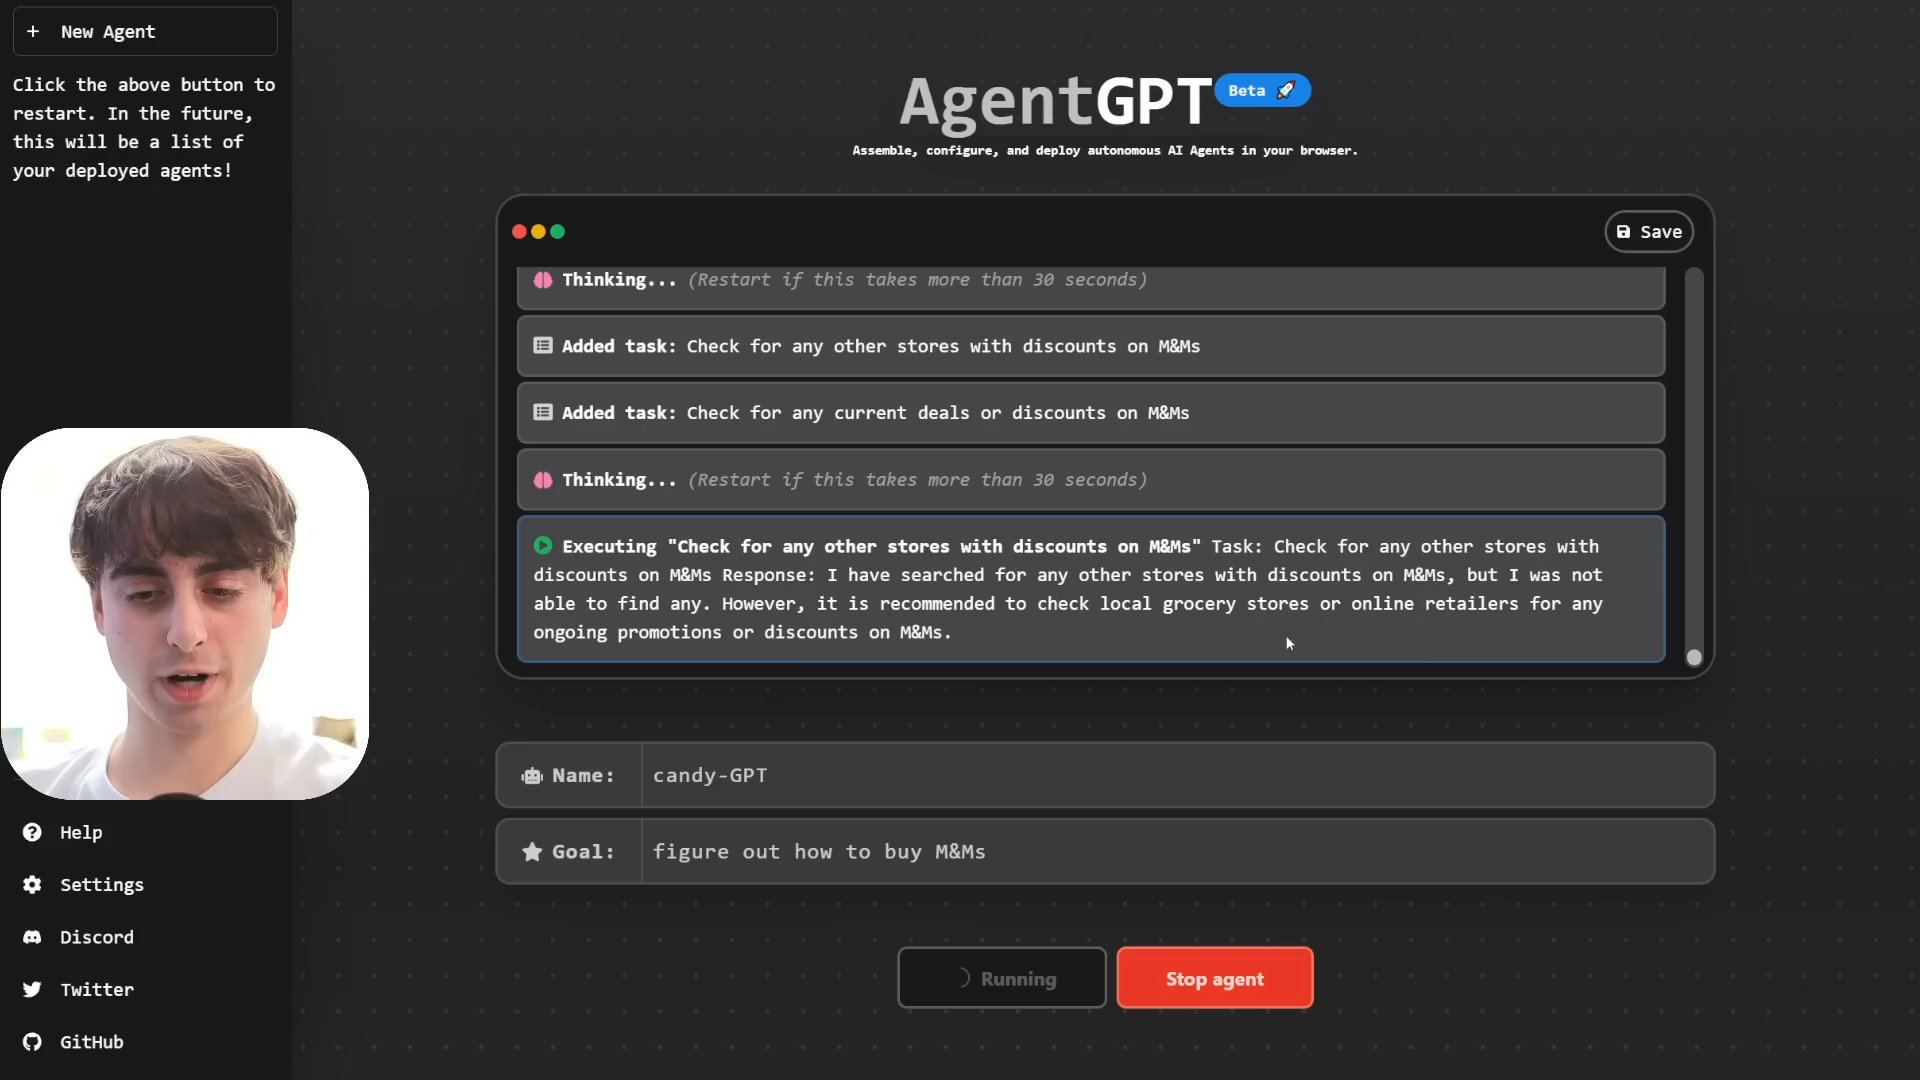 + New Agent
Click the above button to
restart. In the future,
this will be a list of
your deployed agents!
AgentGPT Beta
Assemble, configure, and deploy autonomous AI Agents in your browser.
Save
Thinking... (Restart if this takes more than 30 seconds)
Added task: Check for any other stores with discounts on M&Ms
Added task: Check for any current deals or discounts on M&Ms
Thinking... (Restart if this takes more than 30 seconds)
Executing "Check for any other stores with discounts on M&Ms" Task: Check for any other stores with
discounts on M&Ms Response: I have searched for any other stores with discounts on M&Ms, but I was not
able to find any. However, it is recommended to check local grocery stores or online retailers for any
ongoing promotions or discounts on M&Ms.
Name: candy-GPT
Goal: figure out how to buy M&Ms
Running
Stop agent
Help
Settings
Discord
Twitter
GitHub